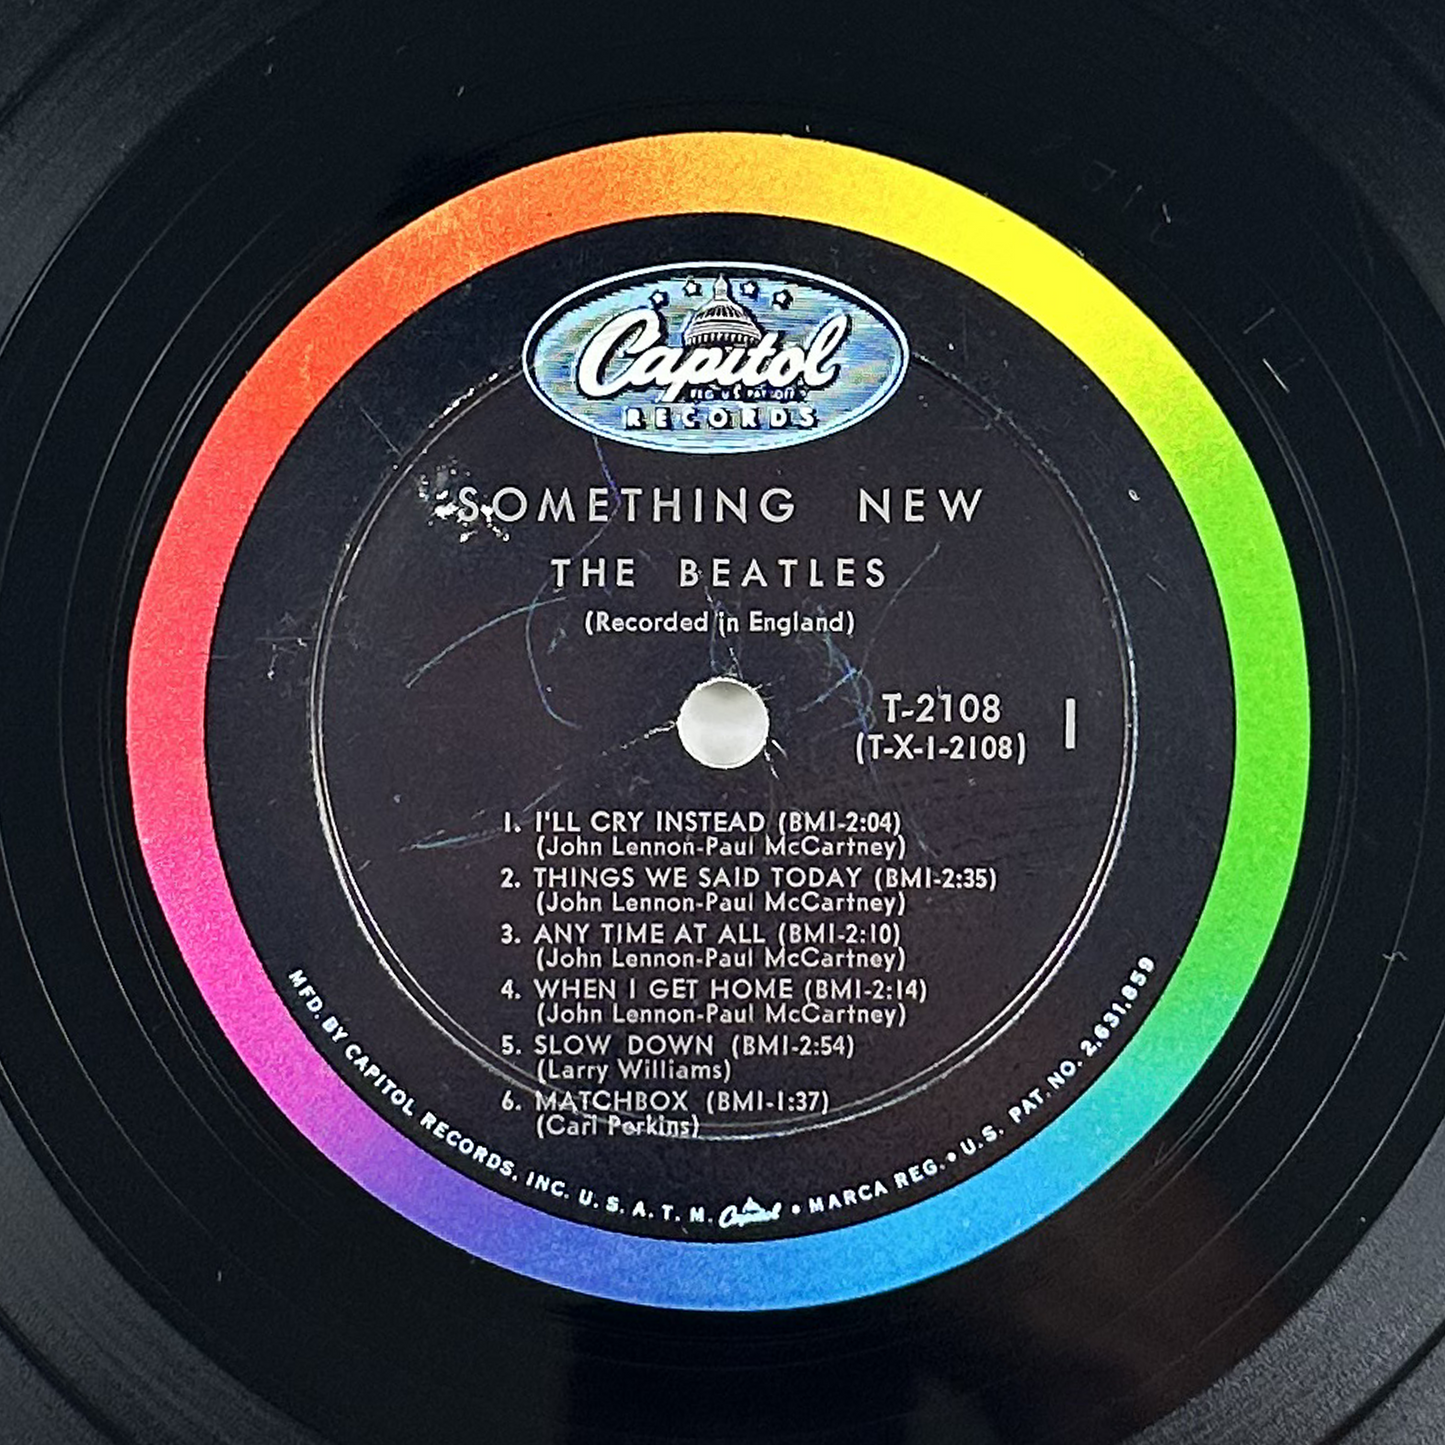 Capitol
REG. U.S. PAT. OFF.
RECORDS
SOMETHING NEW
THE BEATLES
(Recorded in England)
T-2108
(T-X-1-2108)
1
1. I'LL CRY INSTEAD (BMI-2:04)
(John Lennon-Paul McCartney)
2. THINGS WE SAID TODAY (BMI-2:35)
(John Lennon-Paul McCartney)
3. ANY TIME AT ALL (BMI-2:10)
(John Lennon-Paul McCartney)
4. WHEN I GET HOME (BMI-2:14)
(John Lennon-Paul McCartney)
5. SLOW DOWN (BMI-2:54)
(Larry Williams)
6. MATCHBOX (BMI-1:37)
(Carl Perkins)
MFD. BY CAPITOL RECORDS, INC. U.S.A. T.M. Capitol • MARCA REG. • U.S. PAT. NO. 2,631,859